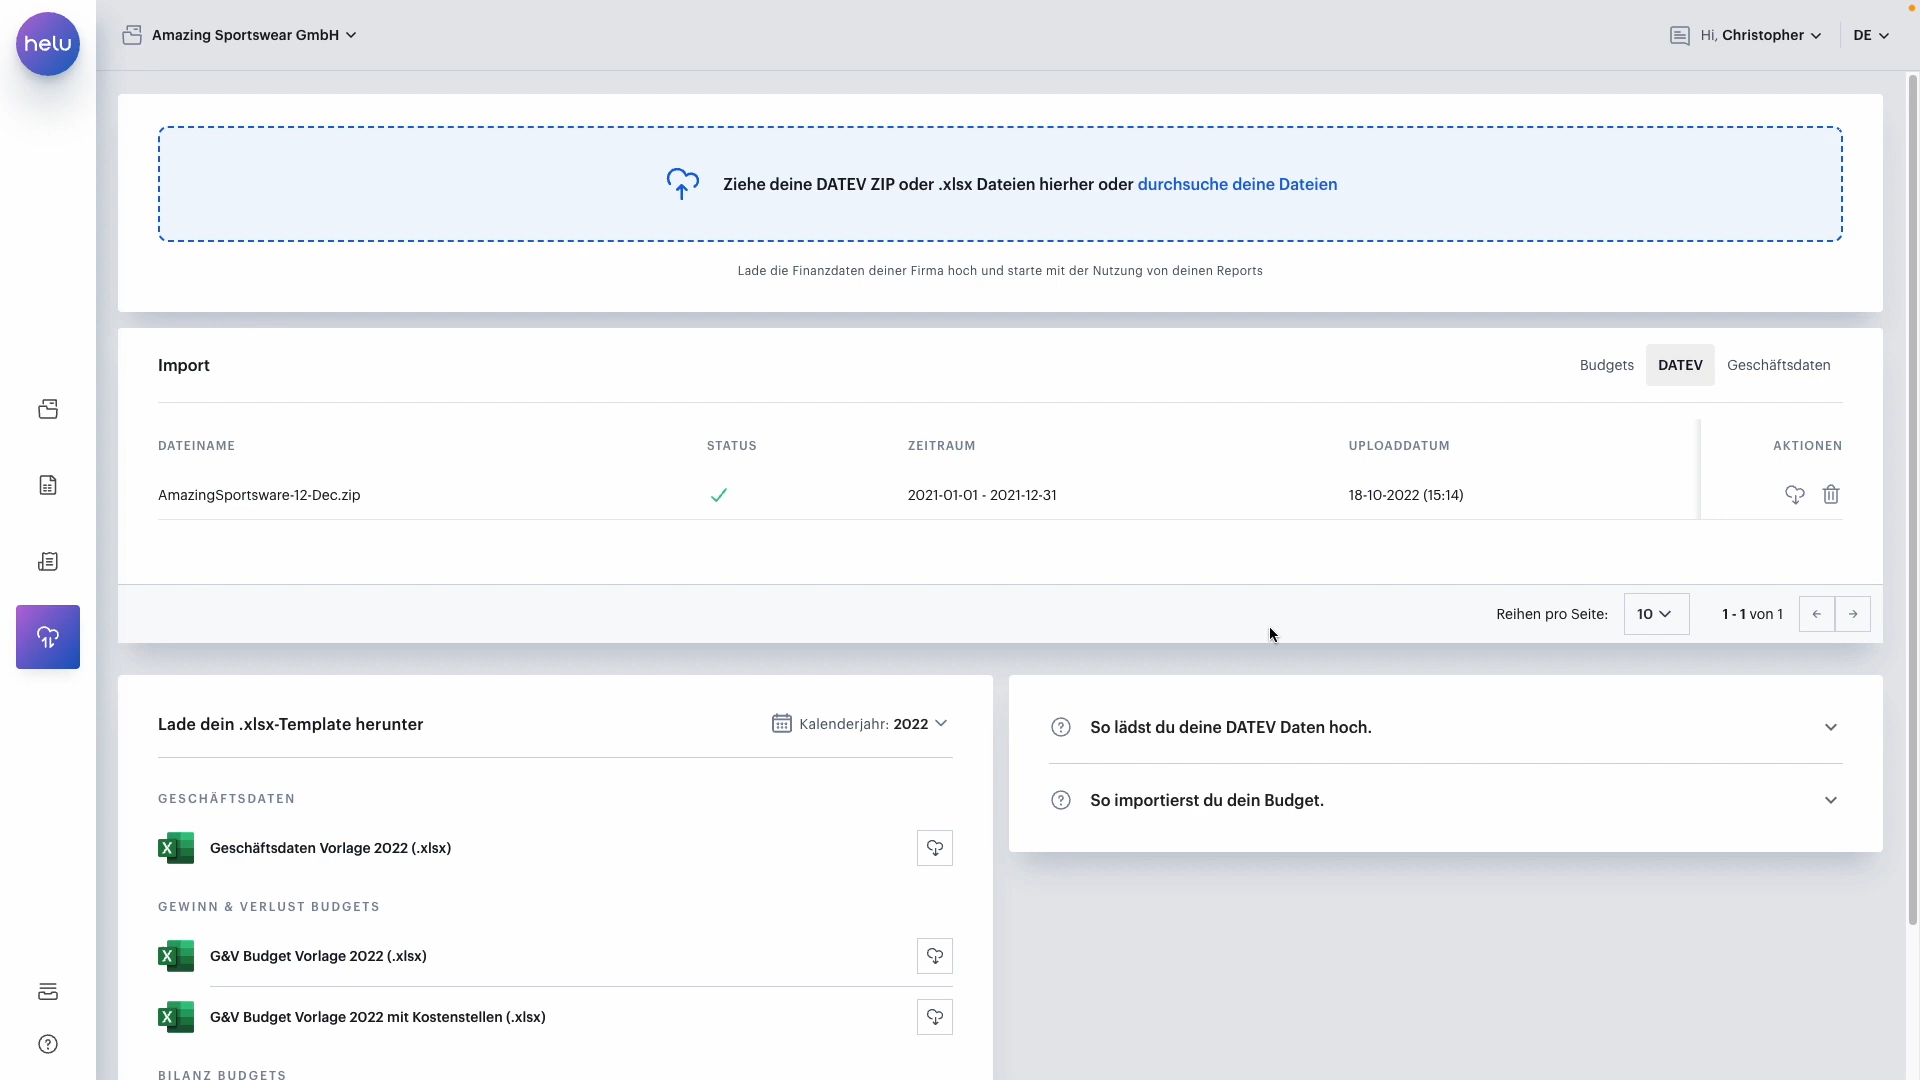 helu
Amazing Sportswear GmbH
Hi, Christopher
DE
Ziehe deine DATEV ZIP oder .xlsx Dateien hierher oder durchsuche deine Dateien
Lade die Finanzdaten deiner Firma hoch und starte mit der Nutzung von deinen Reports
Import
Budgets
DATEV
Geschäftsdaten
DATEINAME STATUS ZEITRAUM UPLOADDATUM AKTIONEN
AmazingSportsware-12-Dec.zip 2021-01-01 - 2021-12-31 18-10-2022 (15:14)
Reihen pro Seite: 10 1 - 1 von 1
Lade dein .xlsx-Template herunter
Kalenderjahr: 2022
GESCHÄFTSDATEN
Geschäftsdaten Vorlage 2022 (.xlsx)
GEWINN & VERLUST BUDGETS
G&V Budget Vorlage 2022 (.xlsx)
G&V Budget Vorlage 2022 mit Kostenstellen (.xlsx)
BILANZ BUDGETS
So lädst du deine DATEV Daten hoch.
So importierst du dein Budget.